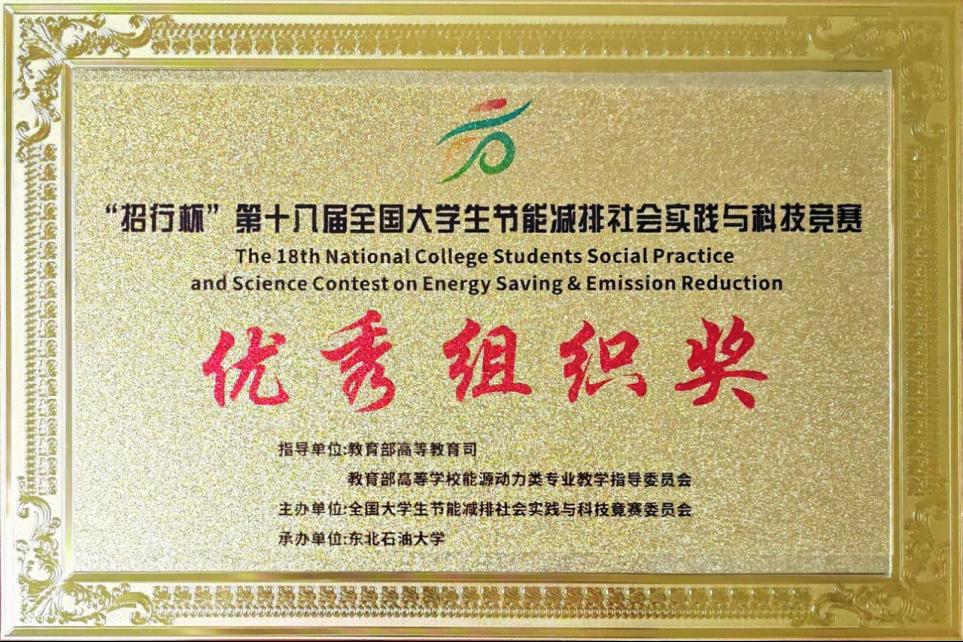 “招行杯”第十八届全国大学生节能减排社会实践与科技竞赛
The 18th National College Students Social Practice
and Science Contest on Energy Saving & Emission Reduction
优秀组织奖
指导单位:教育部高等教育司
教育部高等学校能源动力类专业教学指导委员会
主办单位:全国大学生节能减排社会实践与科技竞赛委员会
承办单位:东北石油大学